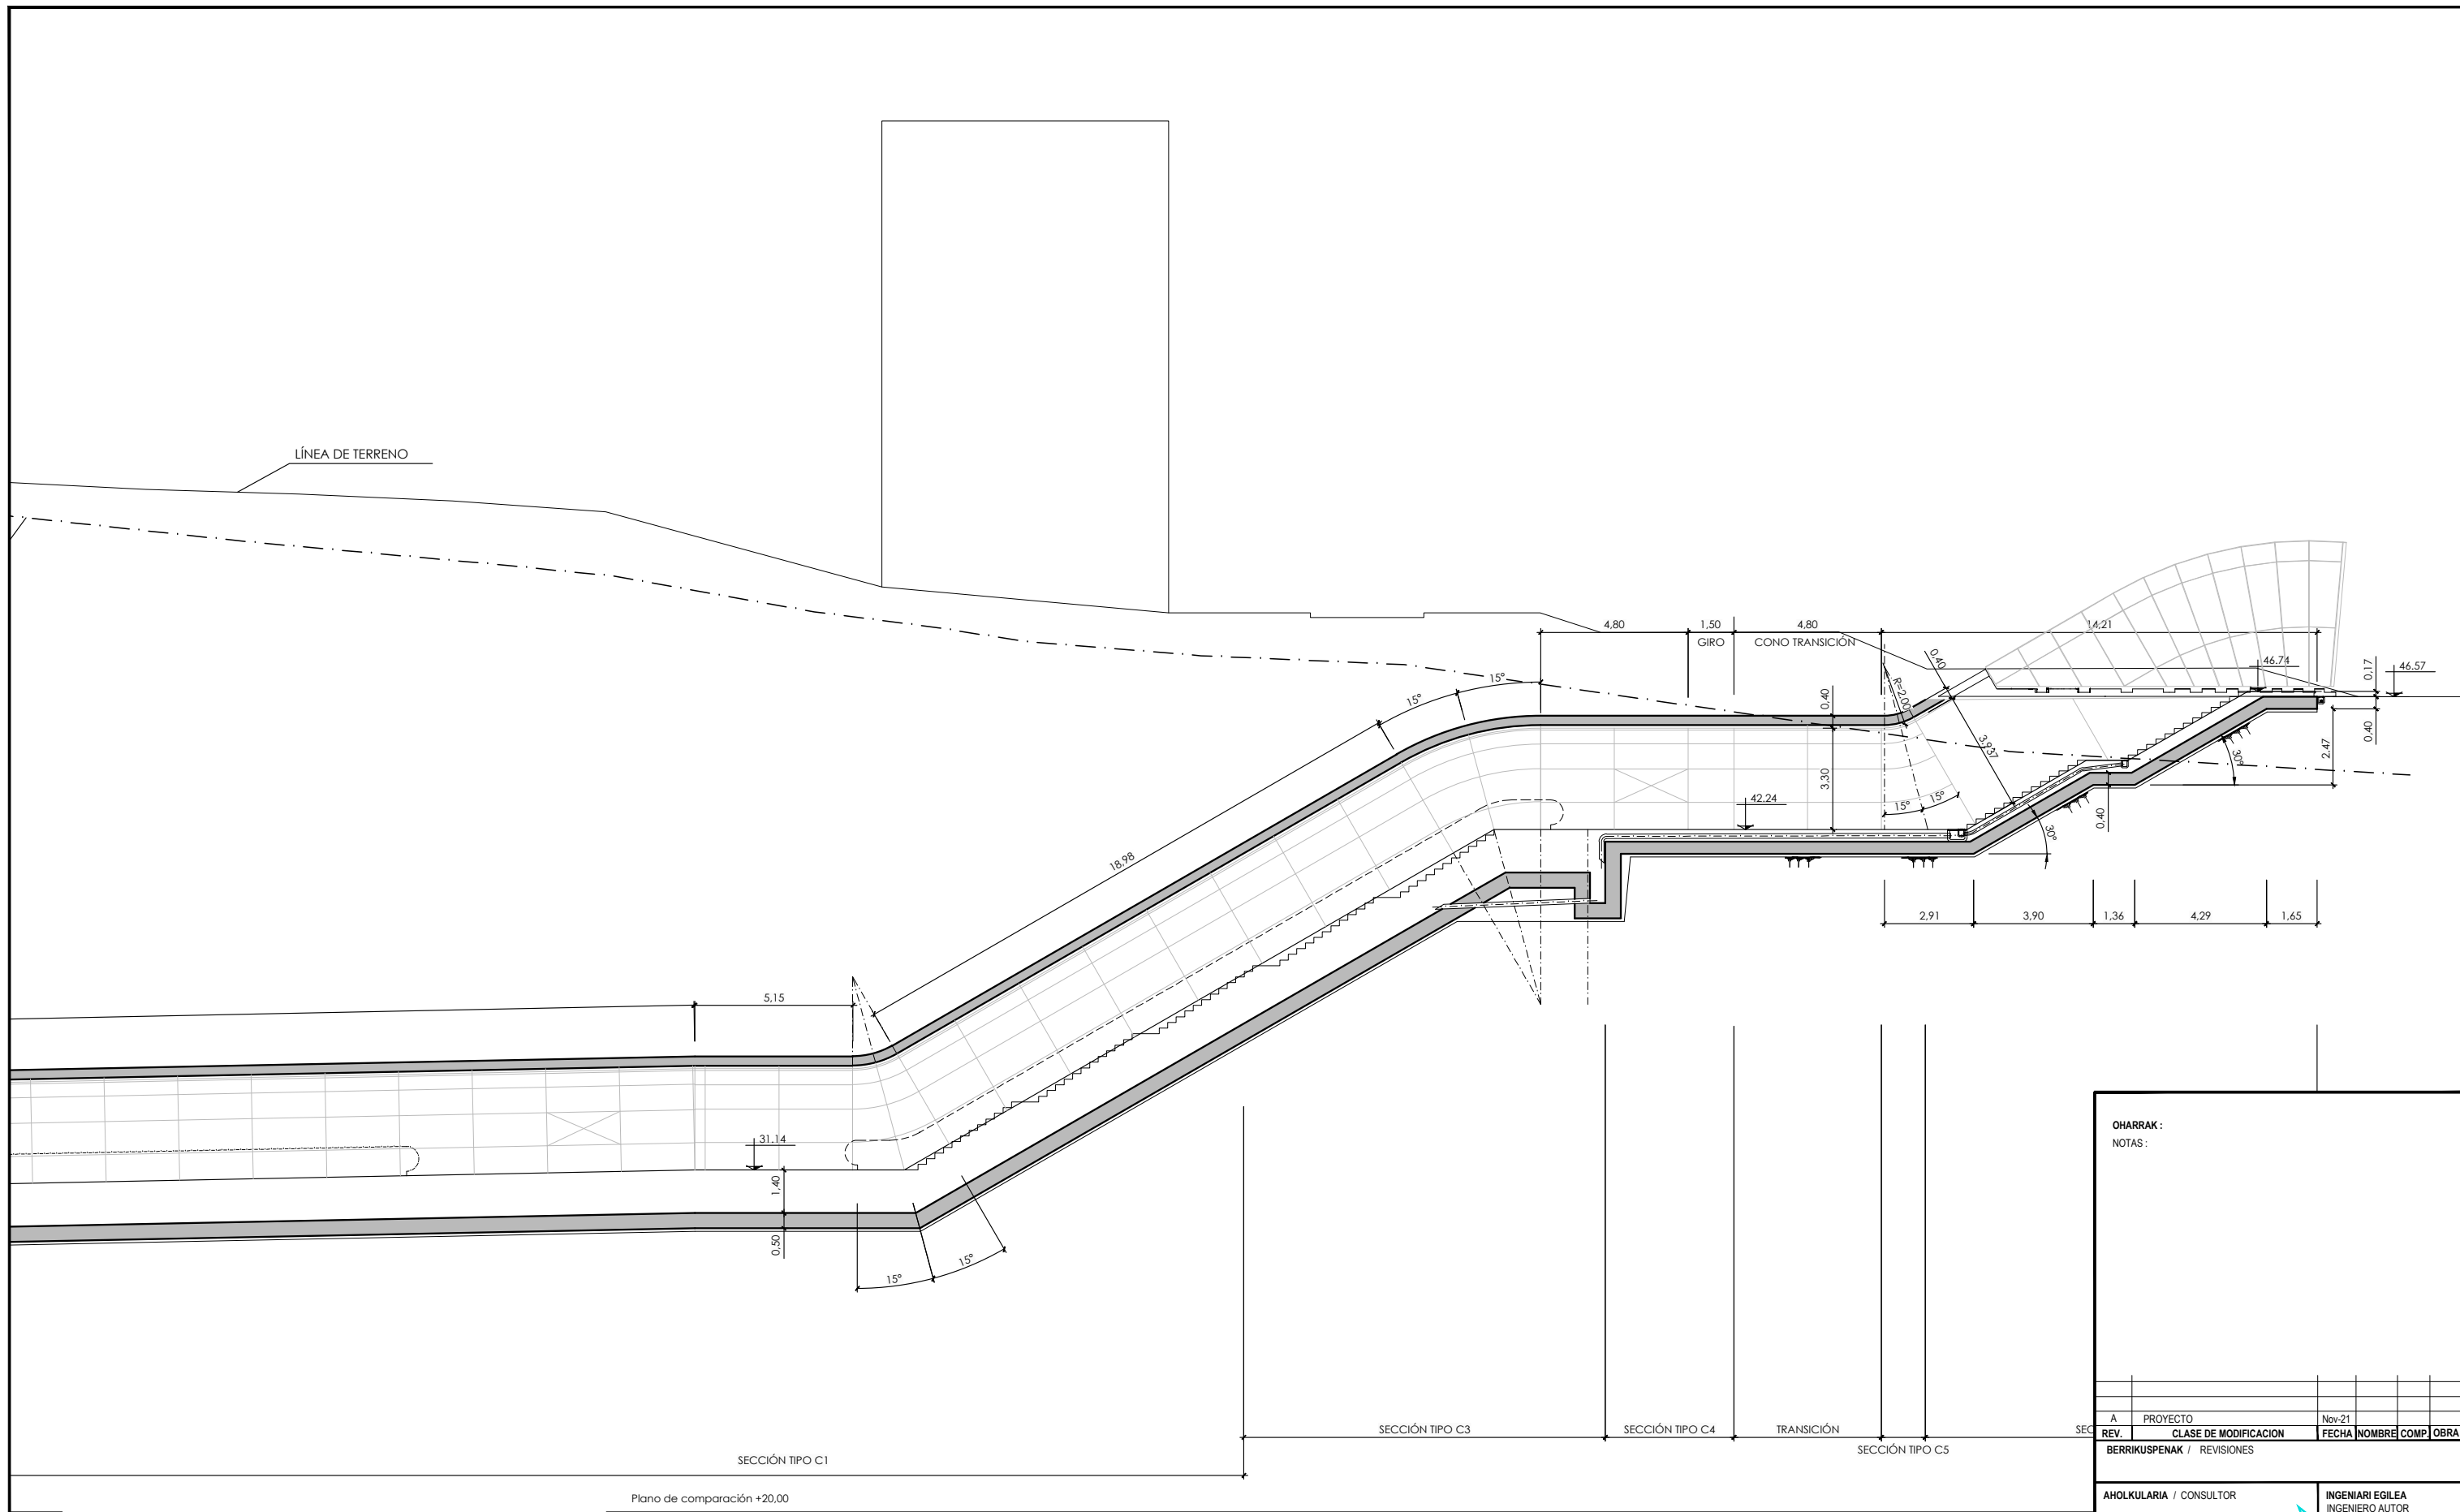 LÍNEA DE TERRENO
4,80
1,50
4,80
14,21
GIRO
CONO TRANSICIÓN
0,40
46.74
0,17
46.57
15°
15°
R=2,00
0,40
3,937
0,40
2.47
30°
3,30
42.24
15°
15°
0,40
30°
18,98
2,91
3,90
1,36
4,29
1,65
5,15
31.14
1,40
0,50
15°
15°
OHARRAK :
NOTAS :
SECCIÓN TIPO C3
SECCIÓN TIPO C4
TRANSICIÓN
SEC
SECCIÓN TIPO C5
SECCIÓN TIPO C1
Plano de comparación +20,00
A PROYECTO Nov-21
REV. CLASE DE MODIFICACION FECHA NOMBRE COMP. OBRA
BERRIKUSPENAK / REVISIONES
AHOLKULARIA / CONSULTOR
INGENIARI EGILEA
INGENIERO AUTOR